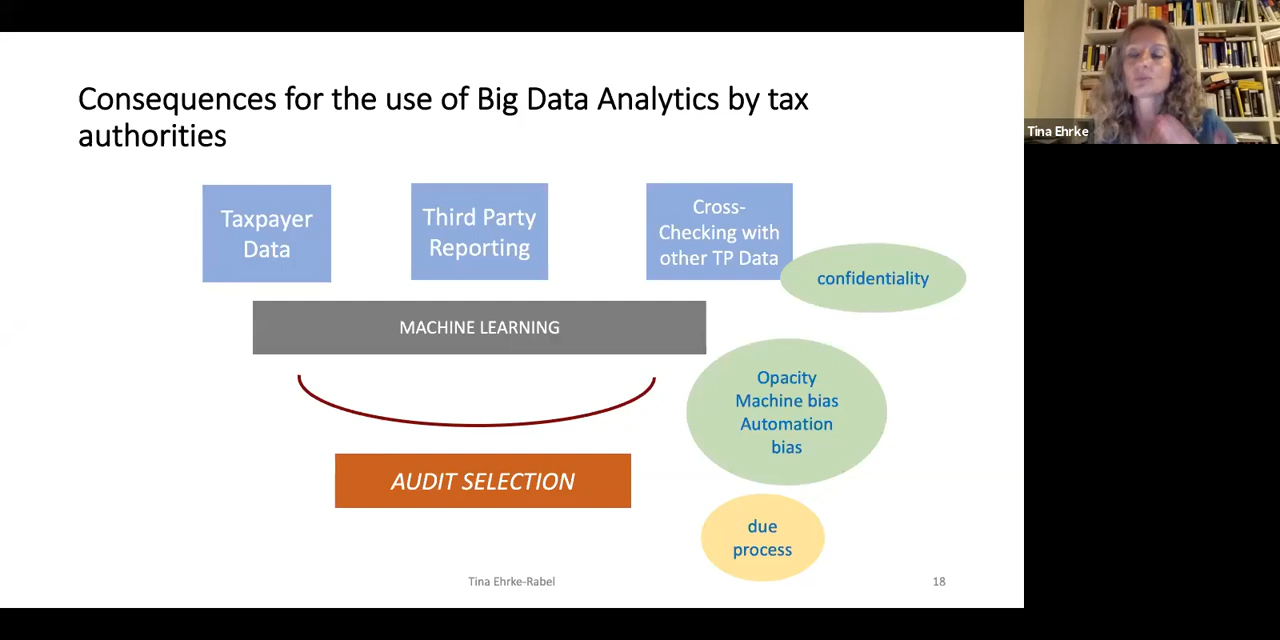 Consequences for the use of Big Data Analytics by tax
authorities
Taxpayer
Data
Third Party
Reporting
Cross-
Checking with
other TP Data
confidentiality
MACHINE LEARNING
Opacity
Machine bias
Automation
bias
AUDIT SELECTION
due
process
Tina Ehrke-Rabel
18
Tina Ehrke